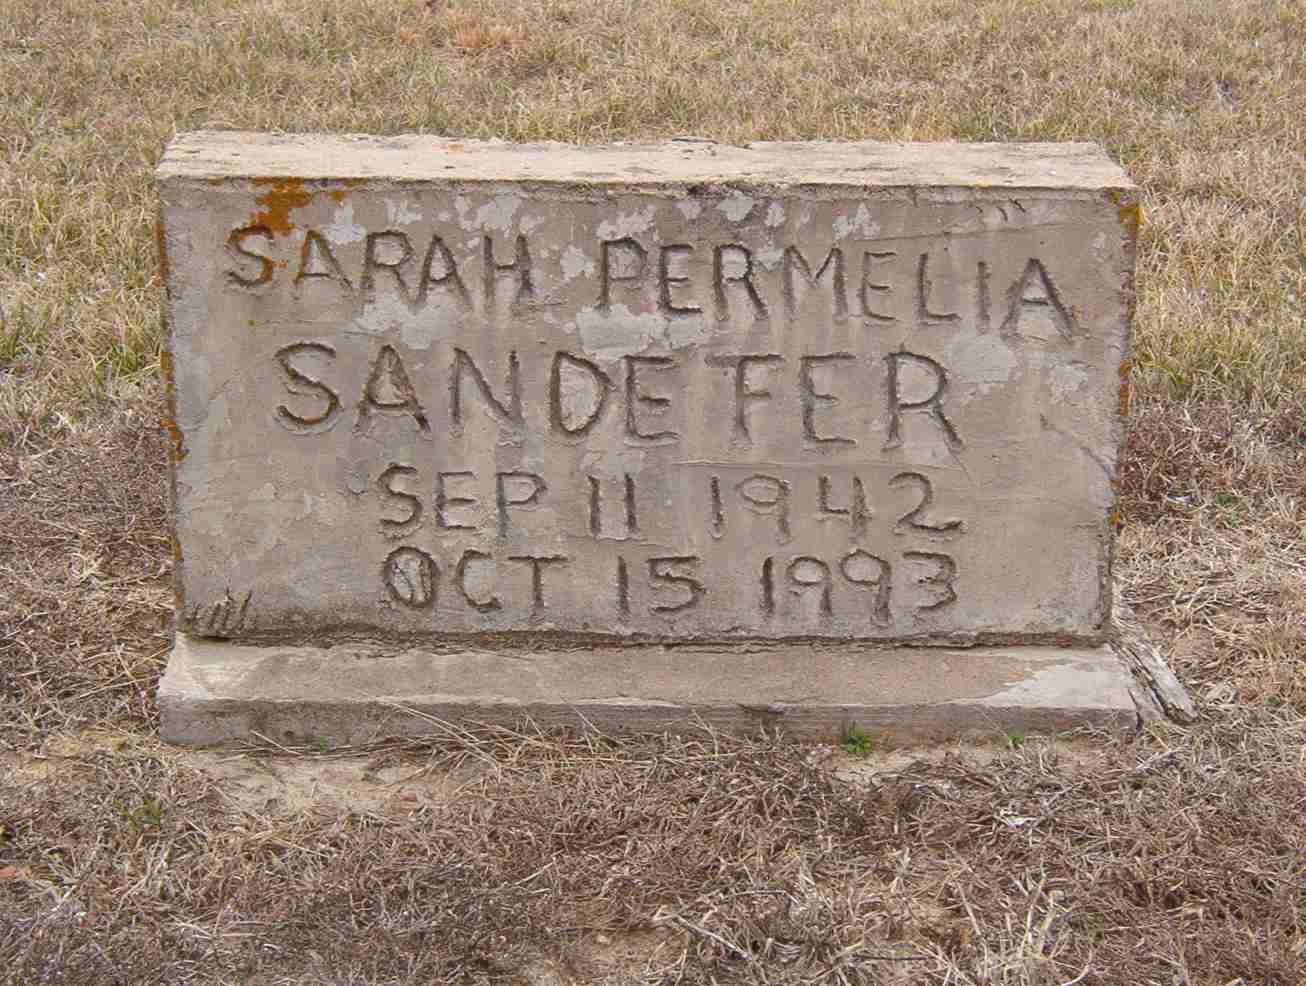 SARAH PERMELIA
SANDEFER
SEP 11 1942
OCT 15 1993